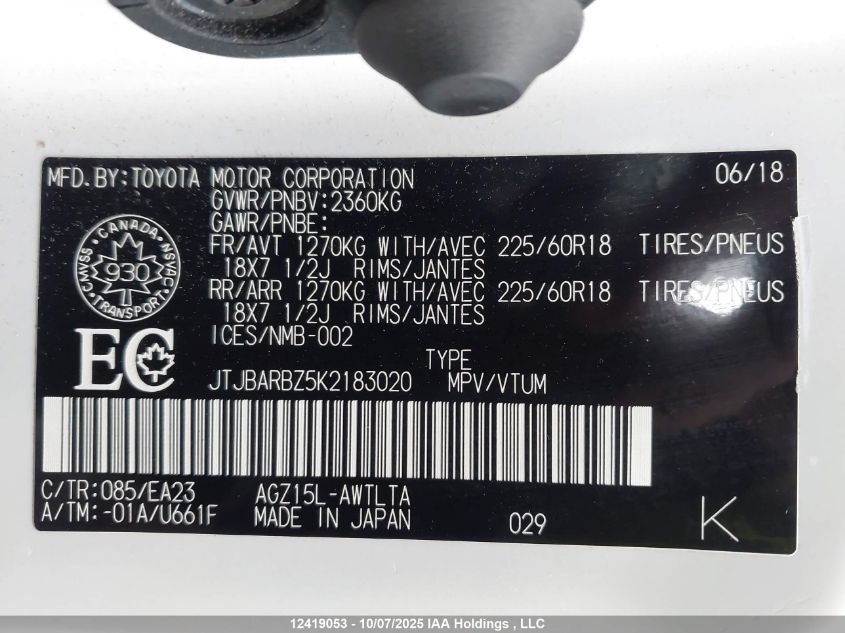 MFD.BY:TOYOTA MOTOR CORPORATION 06/18
GVWR/PNBV:2360KG
GAWR/PNBE:
FR/AVT 1270KG WITH/AVEC 225/60R18 TIRES/PNEUS
18X7 1/2J RIMS/JANTES
RR/ARR 1270KG WITH/AVEC 225/60R18 TIRES/PNEUS
18X7 1/2J RIMS/JANTES
ICES/NMB-002
CANADA
CMVSS NSVAC
930
TRANSPORT
EC
TYPE
JTJBARBZ5K2183020 MPV/VTUM
C/TR:085/EA23 AGZ15L-AWTLTA
A/TM:-01A/U661F MADE IN JAPAN 029 K
12419053 - 10/07/2025 IAA Holdings , LLC